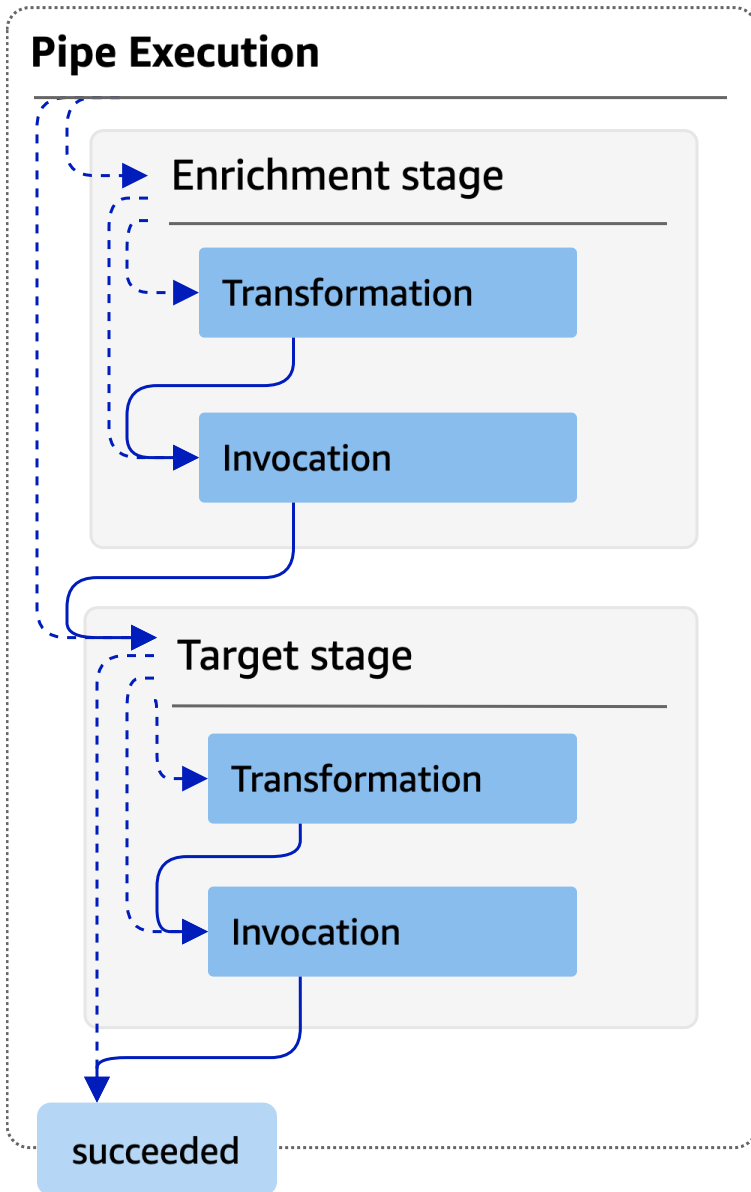 Pipe Execution
Enrichment stage
Transformation
Invocation
Target stage
Transformation
Invocation
succeeded